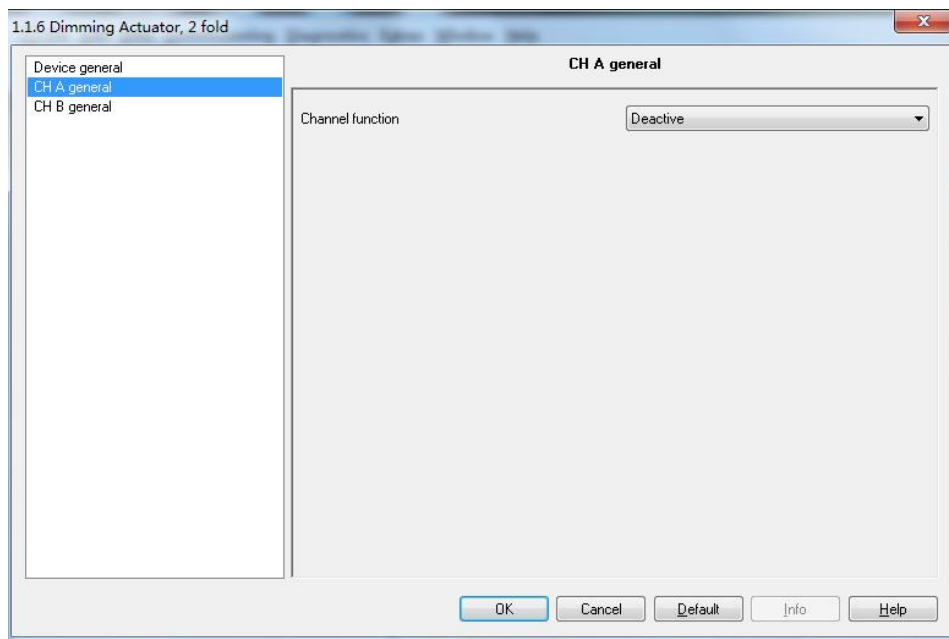 1.1.6 Dimming Actuator, 2 fold
Device general
CH A general
CH B general
CH A general
Channel function
Deactive
OK
Cancel
Default
Info
Help